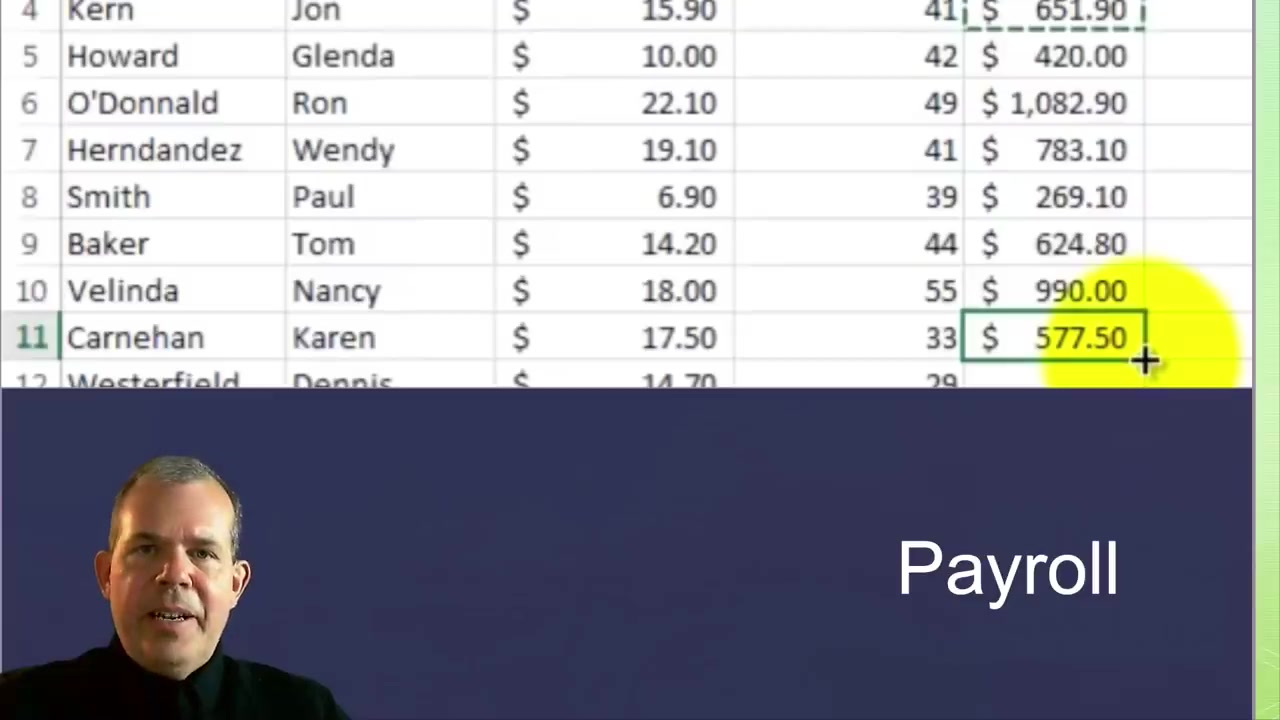 4 Kern Jon $ 15.90 41 $ 651.90
5 Howard Glenda $ 10.00 42 $ 420.00
6 O'Donnald Ron $ 22.10 49 $ 1,082.90
7 Herndandez Wendy $ 19.10 41 $ 783.10
8 Smith Paul $ 6.90 39 $ 269.10
9 Baker Tom $ 14.20 44 $ 624.80
10 Velinda Nancy $ 18.00 55 $ 990.00
11 Carnehan Karen $ 17.50 33 $ 577.50
12 Westerfield Dennis $ 14.70 29
Payroll